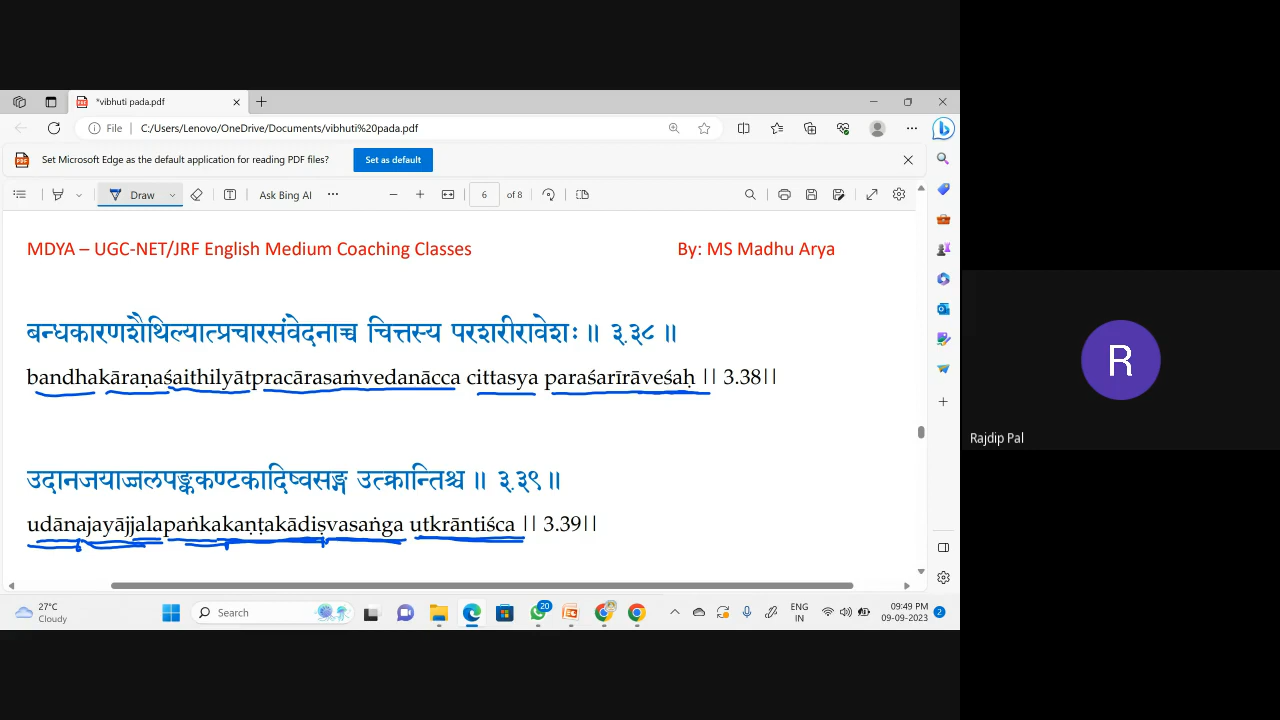 *vibhuti pada.pdf
File | C:/Users/Lenovo/OneDrive/Documents/vibhuti%20pada.pdf
Set Microsoft Edge as the default application for reading PDF files? Set as default
Draw Ask Bing AI 6 of 8
MDYA – UGC-NET/JRF English Medium Coaching Classes By: MS Madhu Arya
बन्धकारणशैथिल्यात्प्रचारसंवेदनाच्च चित्तस्य परशरीरावेशः ॥ ३.३८ ॥
bandhakāraṇaśaithilyātpracārasaṁvedanācca cittasya paraśarīrāveśaḥ || 3.38||
उदानजयाज्जलपङ्ककण्टकादिष्वसङ्ग उत्क्रान्तिश्च ॥ ३.३९ ॥
udānajayājjalapaṅkakaṇṭakādiṣvasaṅga utkrāntiśca || 3.39||
R
Rajdip Pal
27°C
Cloudy
Search
20
ENG
IN
09:49 PM
09-09-2023
2